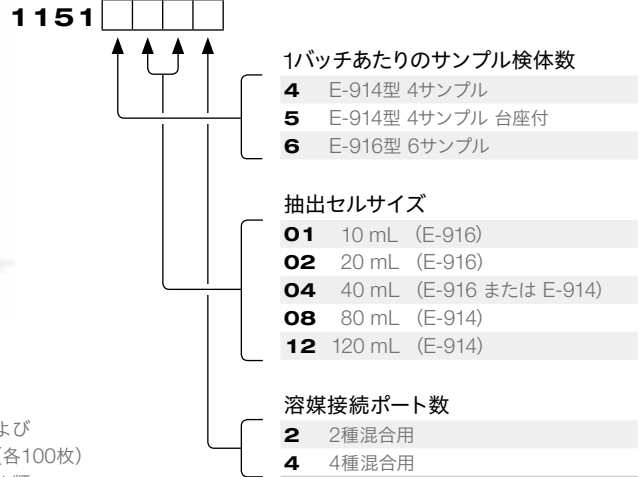 1151
1バッチあたりのサンプル検体数
4 E-914型 4サンプル
5 E-914型 4サンプル 台座付
6 E-916型 6サンプル
抽出セルサイズ
01 10 mL （E-916）
02 20 mL （E-916）
04 40 mL （E-916 または E-914）
08 80 mL （E-914）
12 120 mL （E-914）
溶媒接続ポート数
2 2種混合用
4 4種混合用
よび
（各100枚）